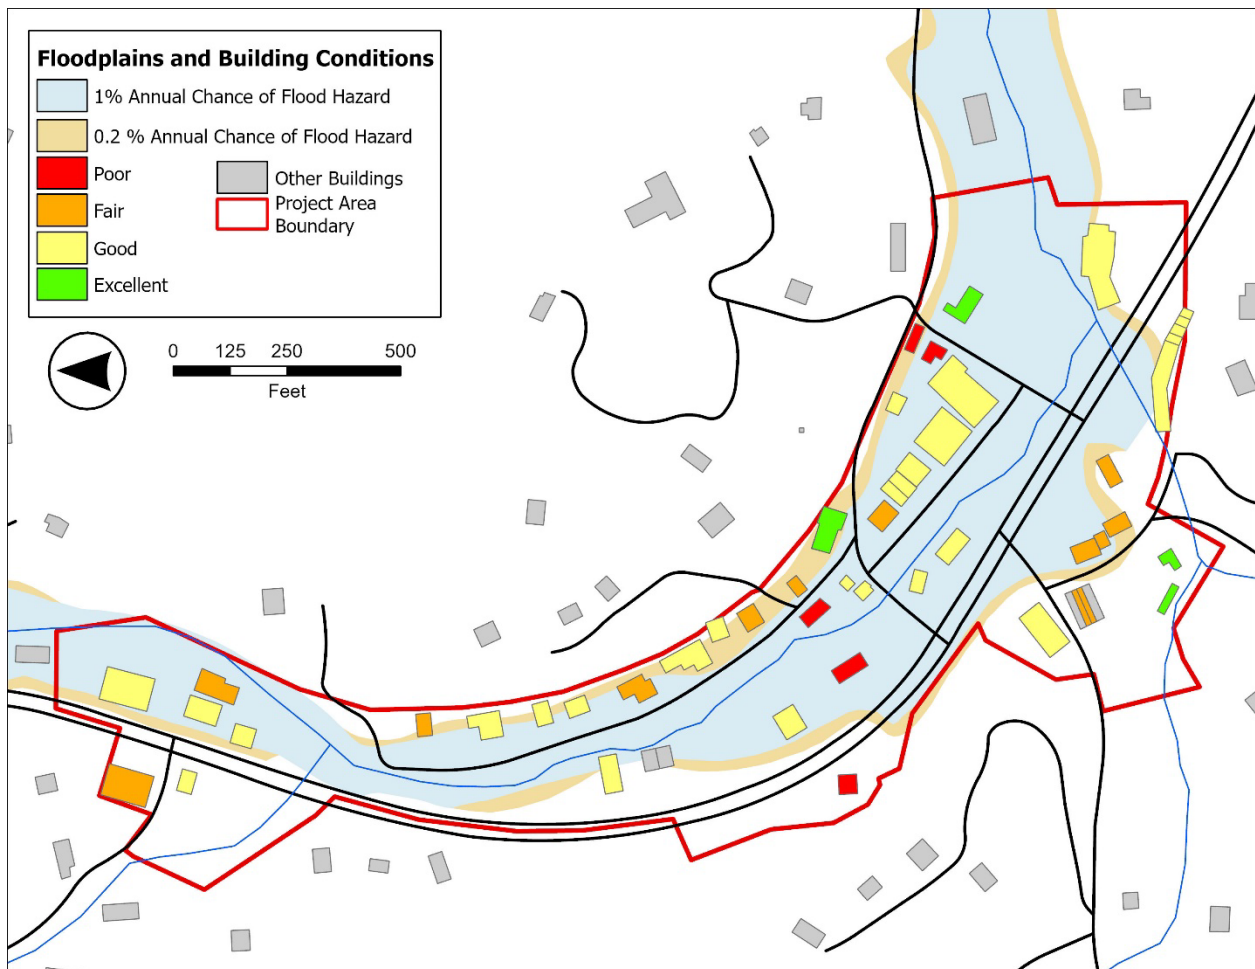 Floodplains and Building Conditions
1% Annual Chance of Flood Hazard
0.2 % Annual Chance of Flood Hazard
Poor
Fair
Good
Excellent
Other Buildings
Project Area
Boundary
0 125 250 500
Feet